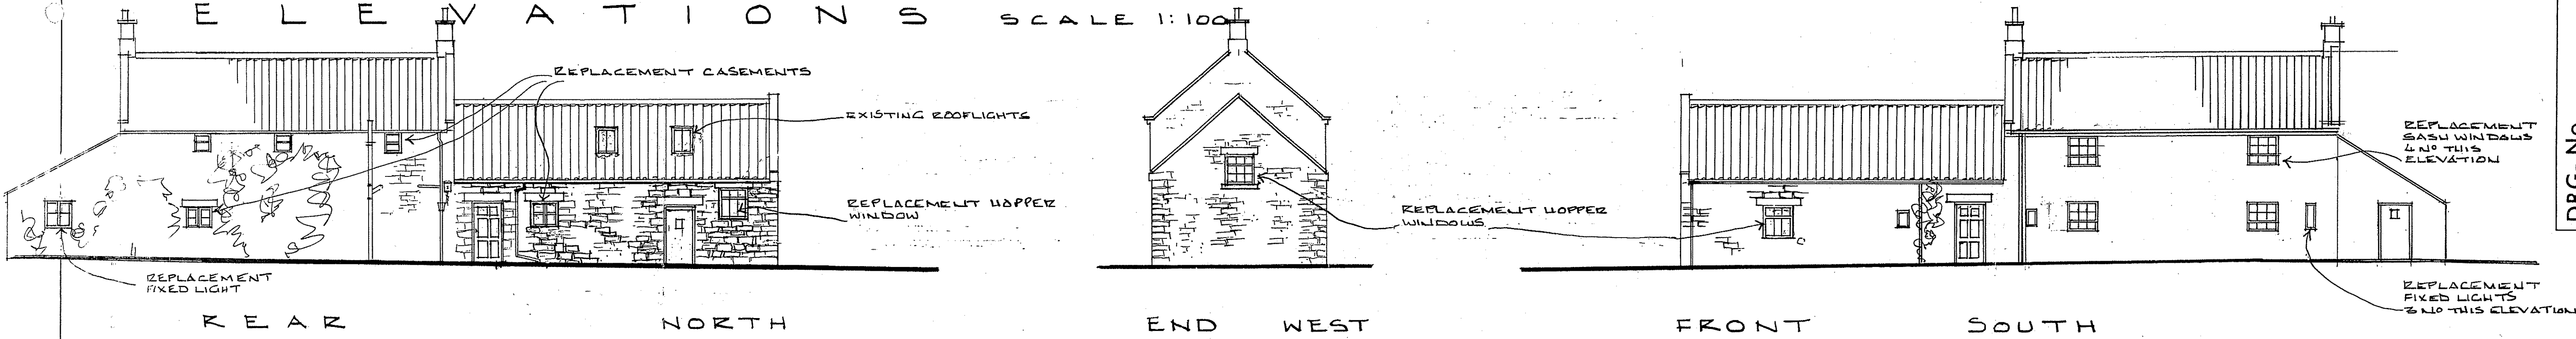 ELEVATIONS SCALE 1:100
REPLACEMENT CASEMENTS
EXISTING ROOFLIGHTS
REPLACEMENT HOPPER
WINDOW
REPLACEMENT
FIXED LIGHT
REAR NORTH
REPLACEMENT HOPPER
WINDOWS
END WEST
REPLACEMENT
SASH WINDOWS
4 NO THIS
ELEVATION
REPLACEMENT
FIXED LIGHTS
3 NO THIS ELEVATION
FRONT SOUTH
DRG No